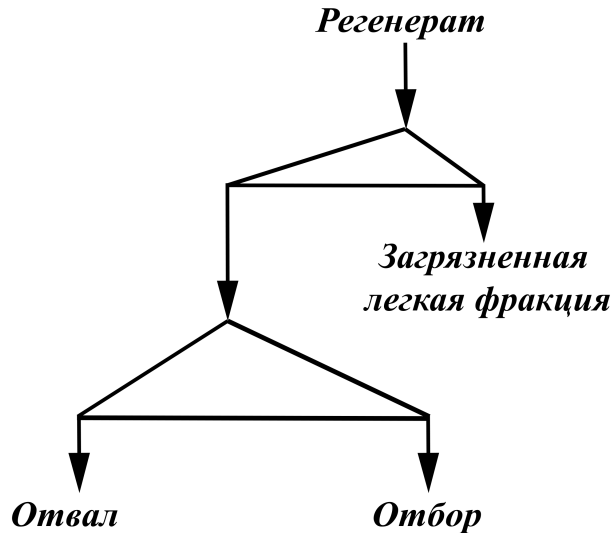 Регенерат
Загрязненная
легкая фракция
Отвал
Отбор